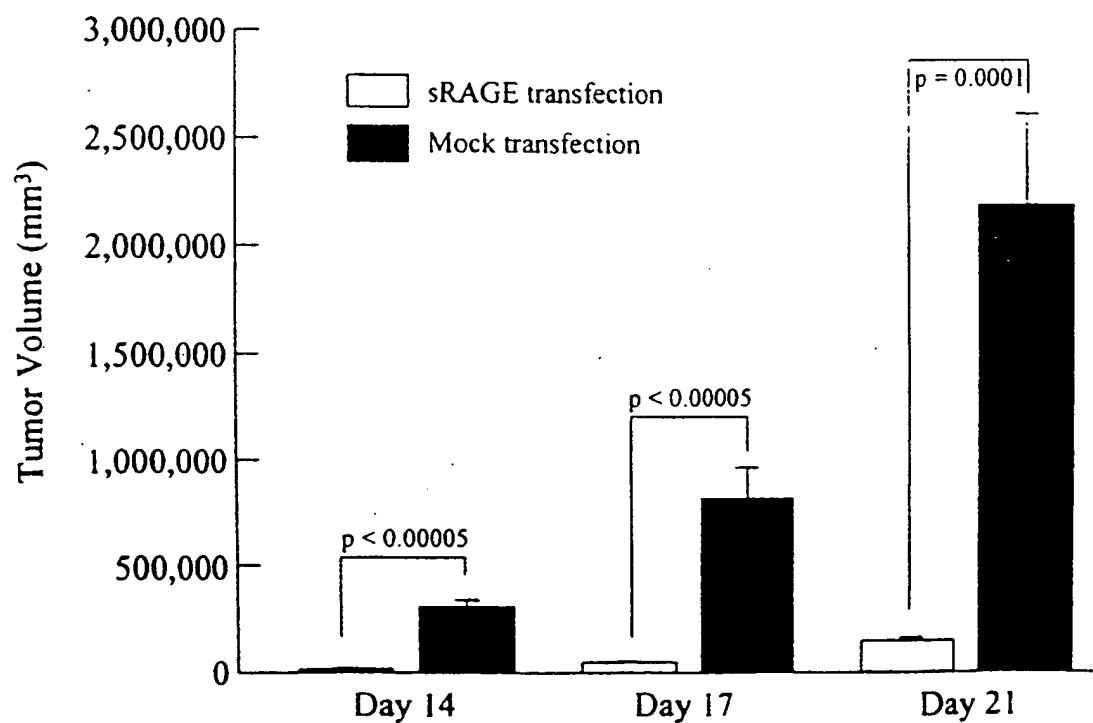 3,000,000
2,500,000
2,000,000
1,500,000
1,000,000
500,000
0
Tumor Volume (mm³)
sRAGE transfection
Mock transfection
p < 0.00005
p < 0.00005
p = 0.0001
Day 14
Day 17
Day 21